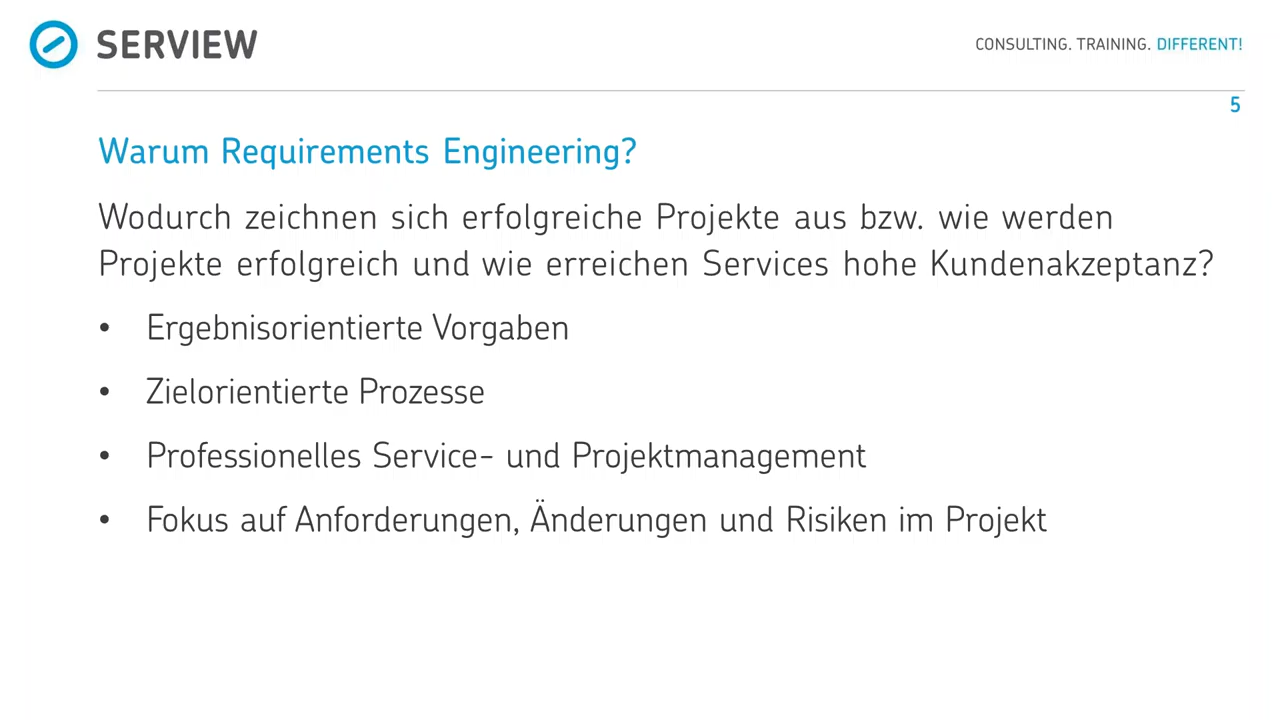 SERVIEW
CONSULTING. TRAINING. DIFFERENT!
5
Warum Requirements Engineering?
Wodurch zeichnen sich erfolgreiche Projekte aus bzw. wie werden
Projekte erfolgreich und wie erreichen Services hohe Kundenakzeptanz?
• Ergebnisorientierte Vorgaben
• Zielorientierte Prozesse
• Professionelles Service- und Projektmanagement
• Fokus auf Anforderungen, Änderungen und Risiken im Projekt